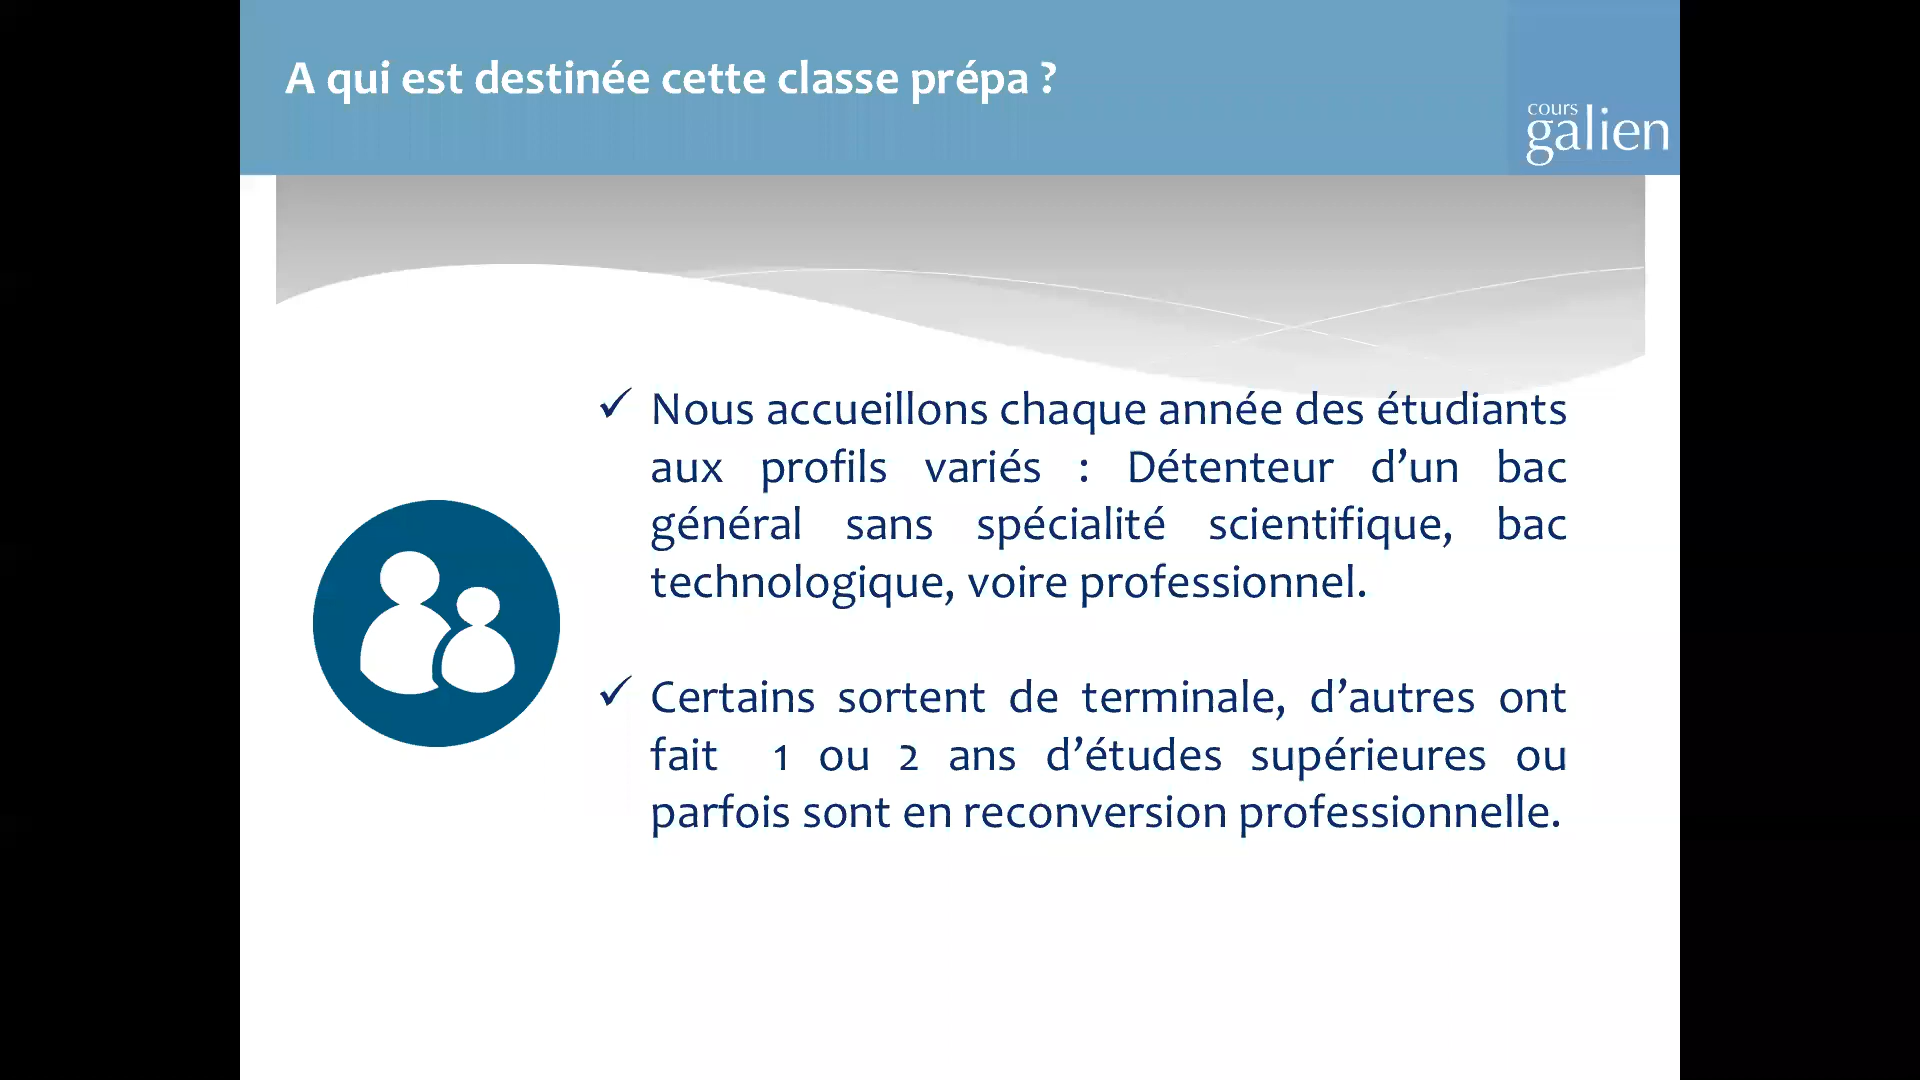 A qui est destinée cette classe prépa ?
cours
galien
✓ Nous accueillons chaque année des étudiants
aux profils variés : Détenteur d’un bac
général sans spécialité scientifique, bac
technologique, voire professionnel.
✓ Certains sortent de terminale, d’autres ont
fait 1 ou 2 ans d’études supérieures ou
parfois sont en reconversion professionnelle.